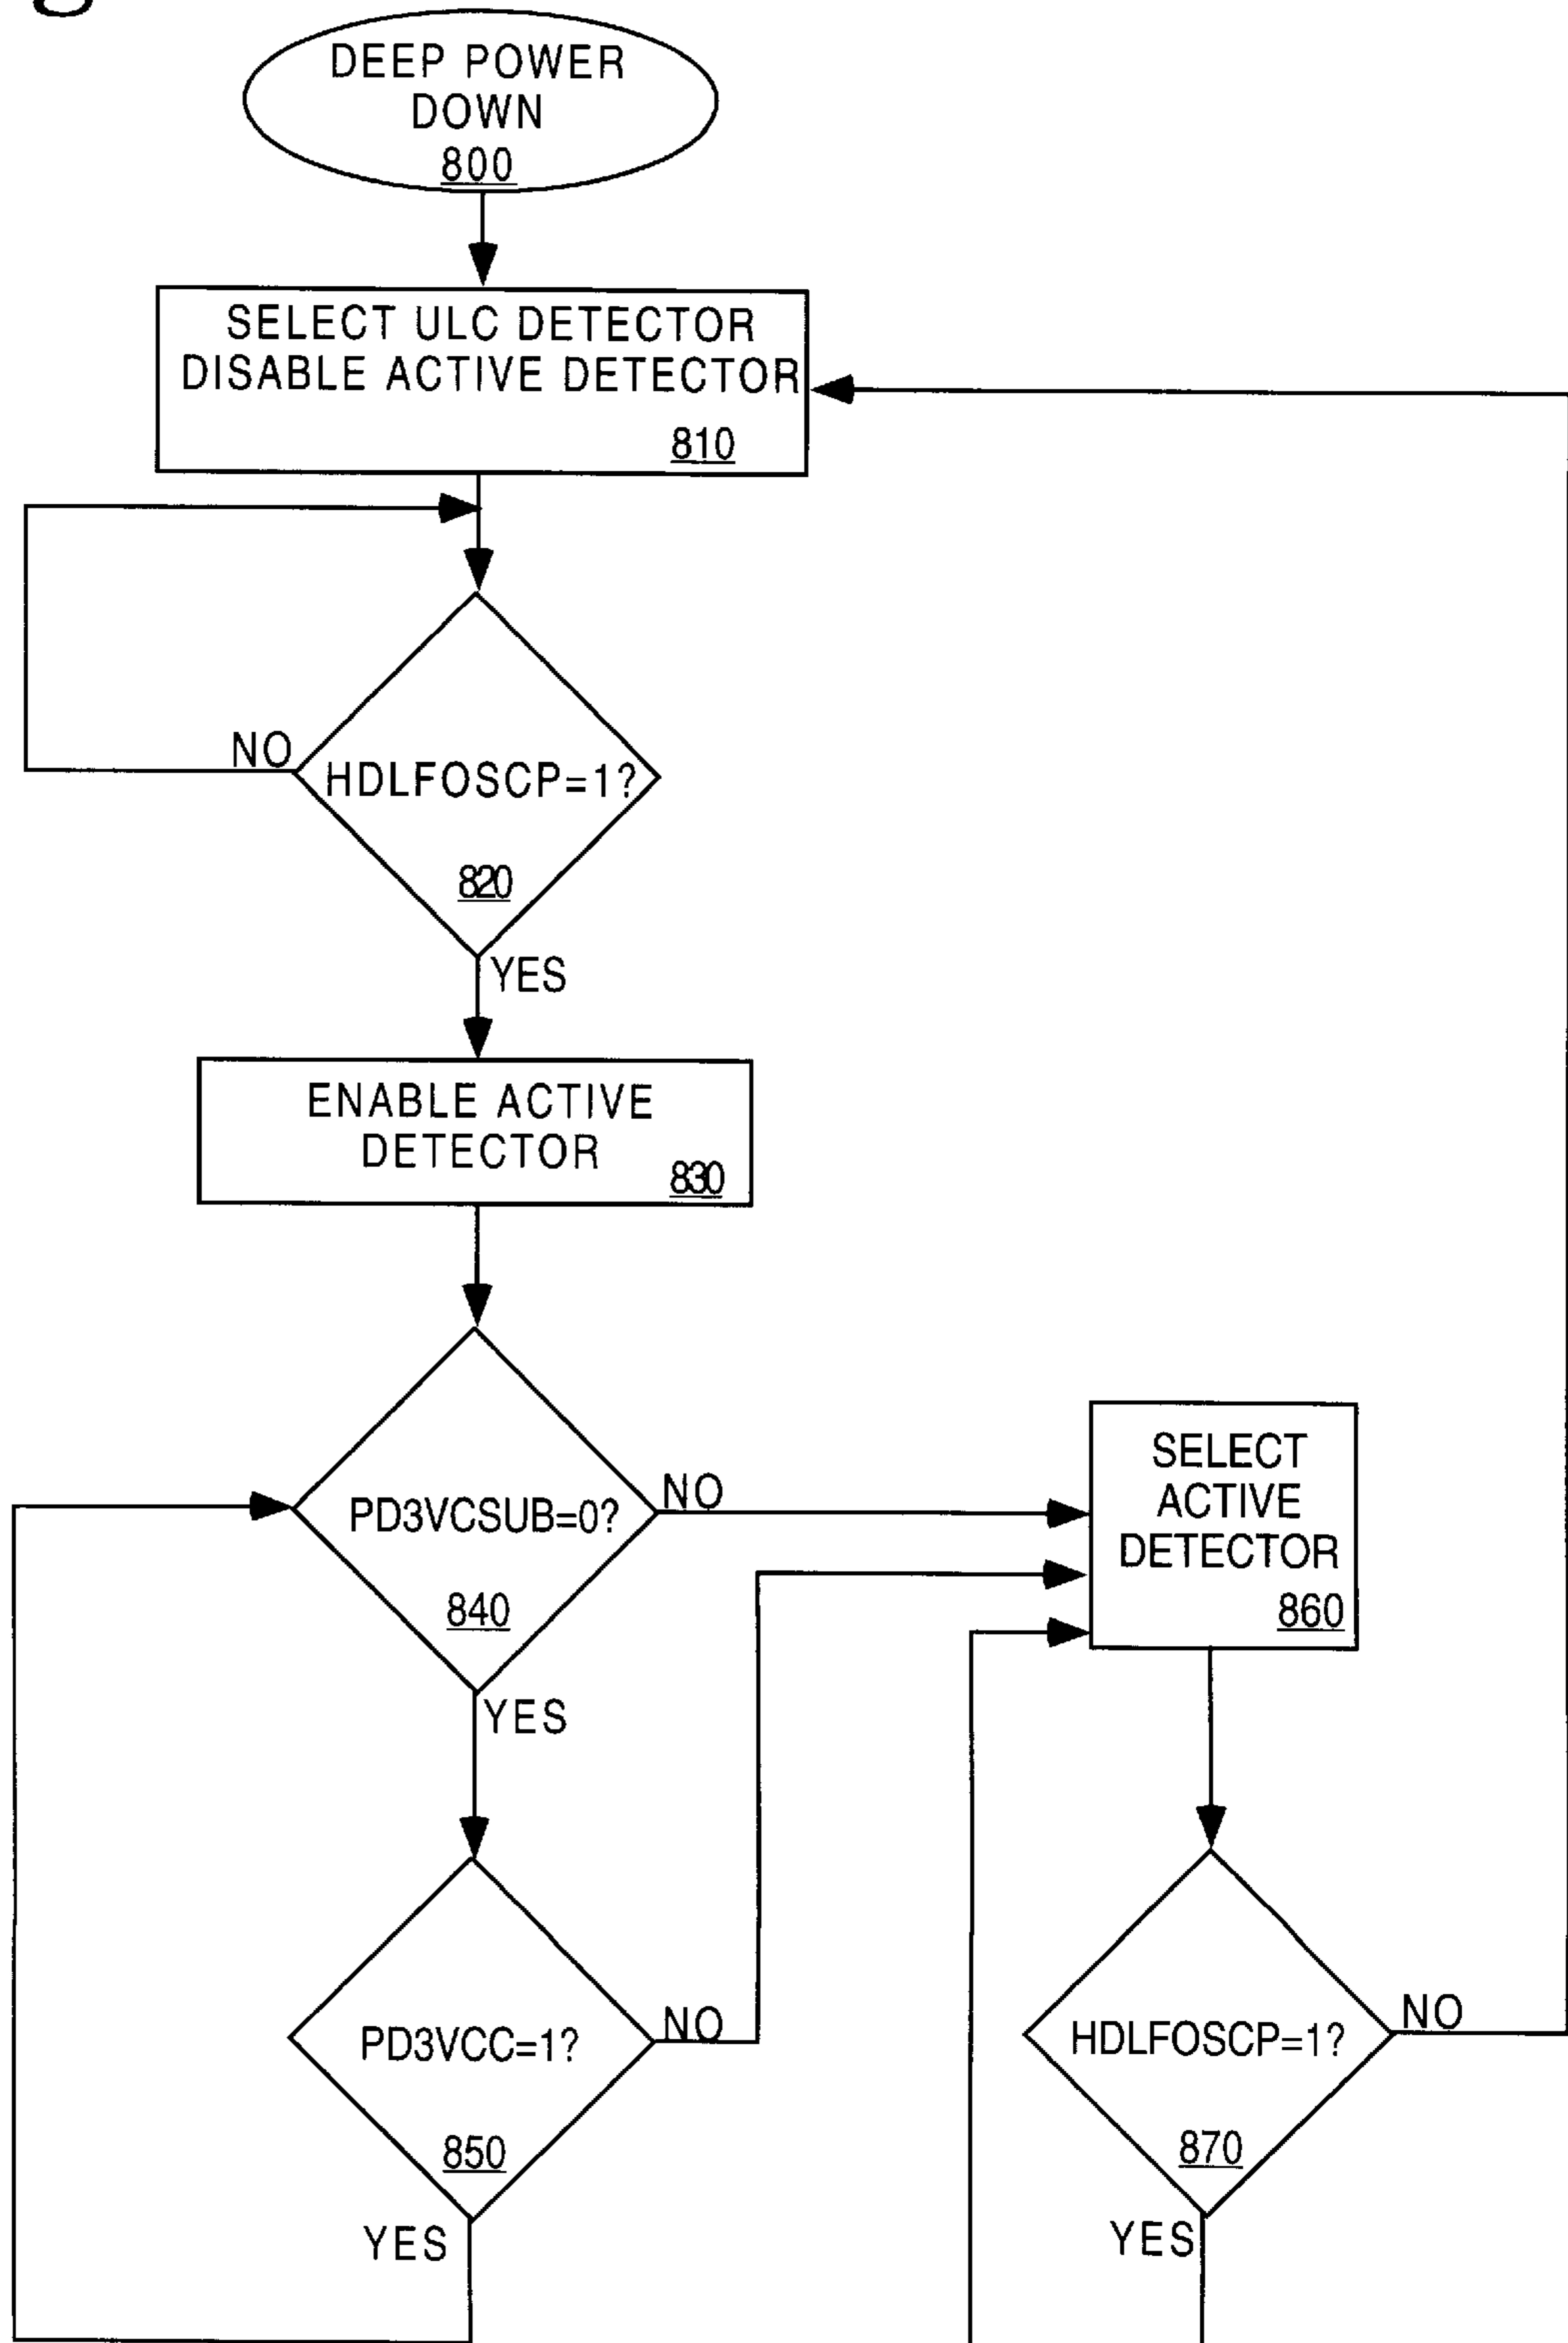 DEEP POWER
DOWN
800
SELECT ULC DETECTOR
DISABLE ACTIVE DETECTOR
810
NO
HDLFOSCP=1?
820
YES
ENABLE ACTIVE
DETECTOR
830
PD3VCSUB=0?
NO
840
YES
SELECT
ACTIVE
DETECTOR
860
PD3VCC=1?
NO
850
YES
HDLFOSCP=1?
NO
870
YES